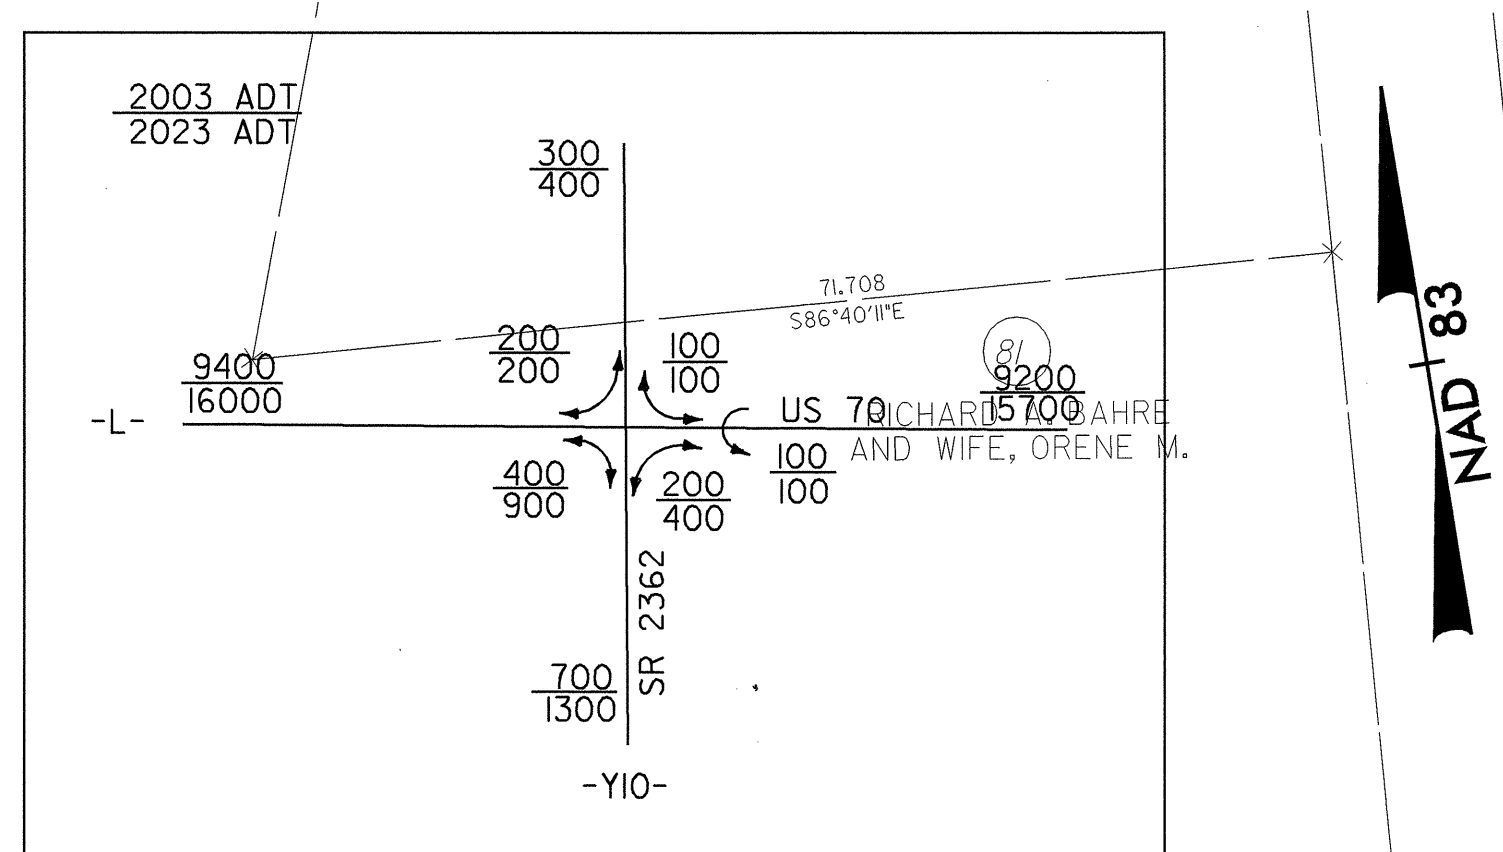 2003 ADT
2023 ADT
300
400
71.708
S86°40'11"E
83
NAD
200
200
100
100
81
9400
16000
9200
15700
-L-
US 70
RICHARD A. BAHRE
AND WIFE, ORENE M.
100
100
400
900
200
400
SR 2362
700
1300
-Y10-